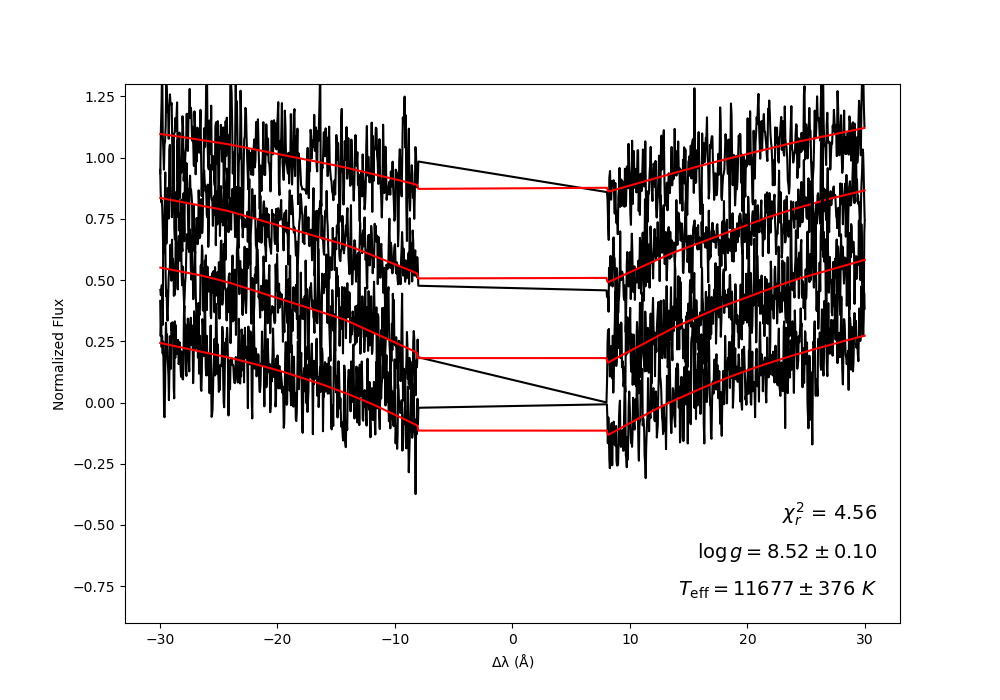 1.25
1.00
0.75
0.50
0.25
0.00
−0.25
−0.50
−0.75
Normalized Flux
χ²ᵣ = 4.56
log g = 8.52 ± 0.10
T_eff = 11677 ± 376 K
−30 −20 −10 0 10 20 30
Δλ (Å)